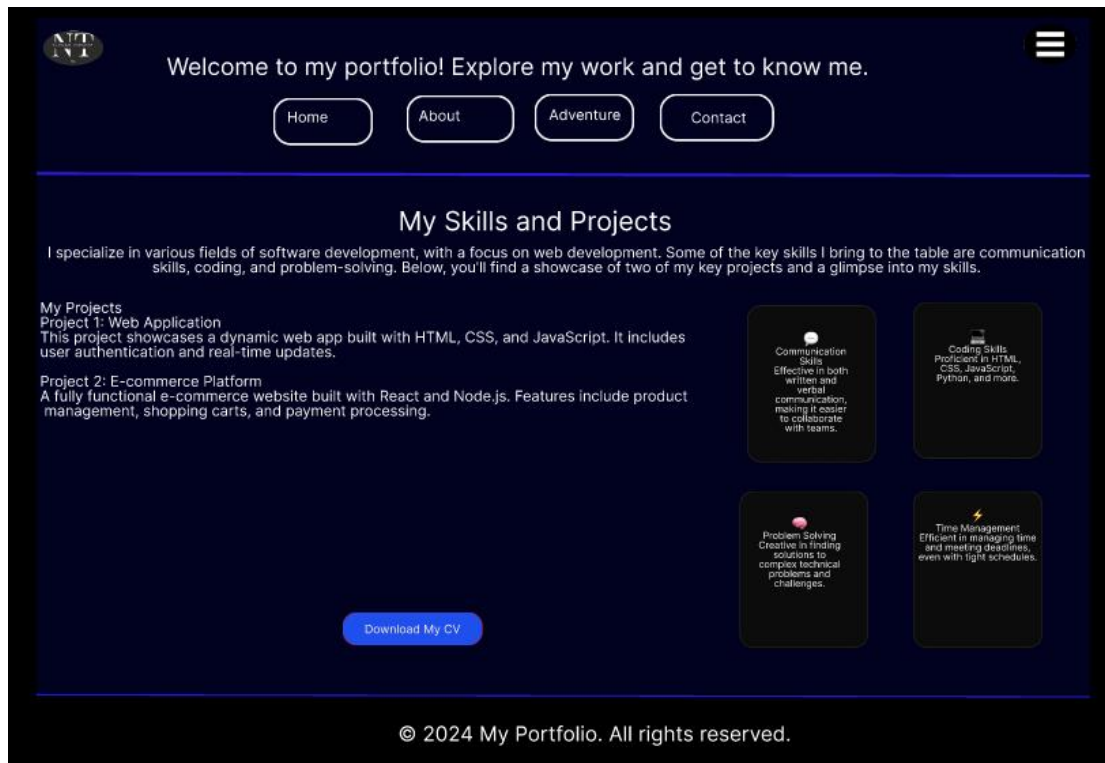 NT
Welcome to my portfolio! Explore my work and get to know me.
Home
About
Adventure
Contact
My Skills and Projects
I specialize in various fields of software development, with a focus on web development. Some of the key skills I bring to the table are communication
skills, coding, and problem-solving. Below, you'll find a showcase of two of my key projects and a glimpse into my skills.
My Projects
Project 1: Web Application
This project showcases a dynamic web app built with HTML, CSS, and JavaScript. It includes
user authentication and real-time updates.
Project 2: E-commerce Platform
A fully functional e-commerce website built with React and Node.js. Features include product
management, shopping carts, and payment processing.
Communication
Skills
Effective in both
written and
verbal
communication,
making it easier
to collaborate
with teams.
Coding Skills
Proficient in HTML,
CSS, JavaScript,
Python, and more.
Problem Solving
Creative in finding
solutions to
complex technical
problems and
challenges.
Time Management
Efficient in managing time
and meeting deadlines,
even with tight schedules.
Download My CV
© 2024 My Portfolio. All rights reserved.